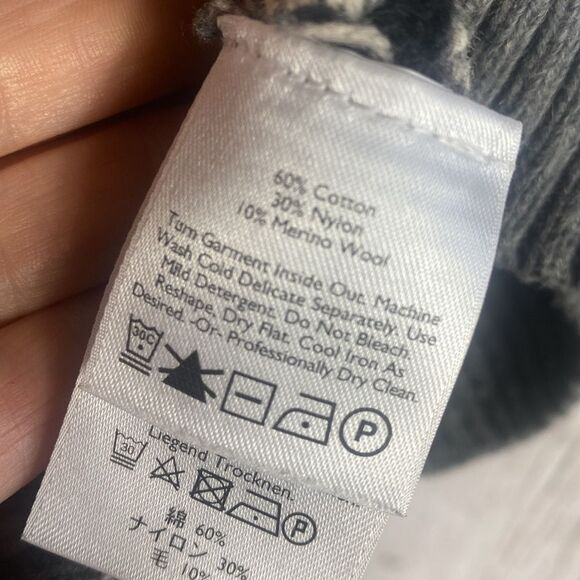 60% Cotton
30% Nylon
10% Merino Wool
Turn Garment Inside Out. Machine
Wash Cold Delicate Separately. Use
Mild Detergent. Do Not Bleach.
Reshape, Dry Flat. Cool Iron As
Desired. -Or- Professionally Dry Clean.
30C P
Liegend Trocknen.
30 P
綿 60%
ナイロン 30%
毛 10%